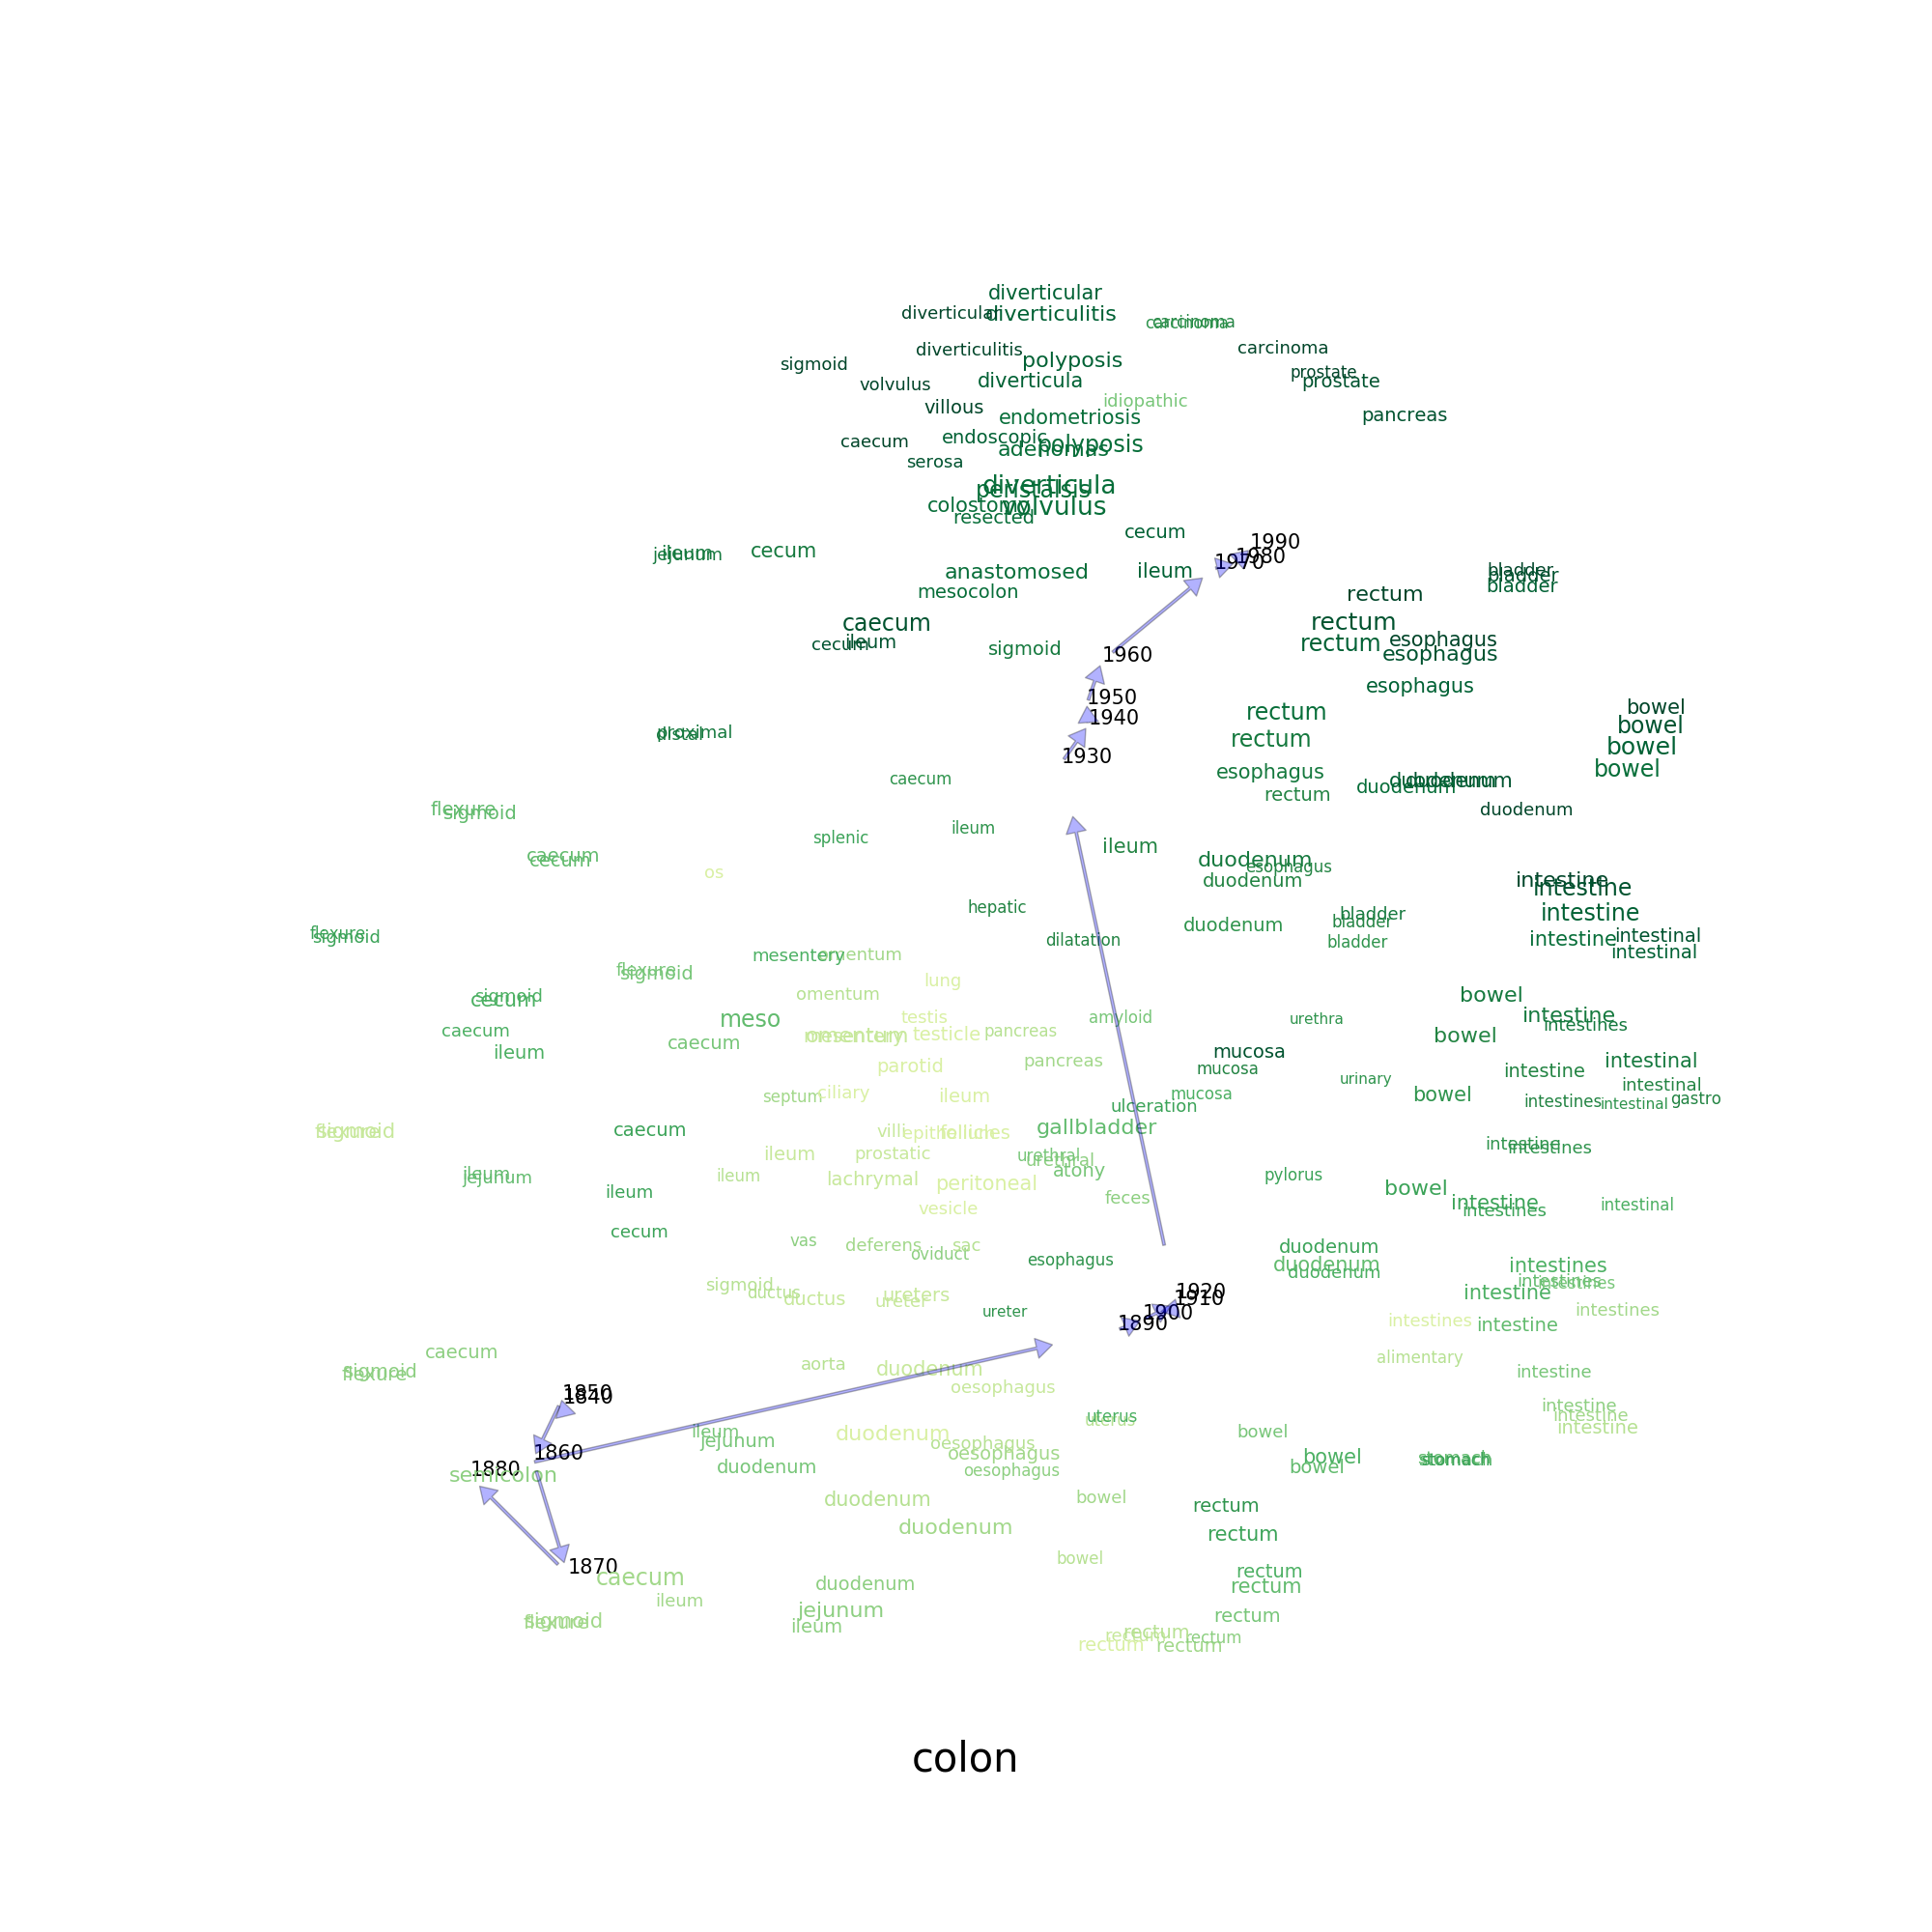 diverticular
diverticular
diverticulitis
carcinoma
carcinoma
diverticulitis
carcinoma
sigmoid
polyposis
prostate
prostate
volvulus
diverticula
villous
idiopathic
endometriosis
pancreas
caecum
endoscopic
polyposis
adenomas
serosa
diverticula
peristalsis
colostomy
volvulus
resected
cecum
1990
1980
1970
jejunum
ileum
cecum
anastomosed
ileum
bladder
bladder
bladder
mesocolon
rectum
caecum
rectum
cecum
ileum
sigmoid
1960
rectum
esophagus
esophagus
esophagus
1950
1940
rectum
bowel
bowel
proximal
distal
1930
rectum
bowel
bowel
caecum
esophagus
rectum
duodenum
duodenum
duodenum
duodenum
flexure
sigmoid
splenic
ileum
ileum
caecum
cecum
os
duodenum
esophagus
duodenum
intestine
intestine
hepatic
bladder
bladder
intestine
flexure
sigmoid
dilatation
duodenum
bladder
intestine
intestinal
intestinal
mesentery
omentum
flexure
sigmoid
lung
sigmoid
cecum
omentum
bowel
meso
testis
amyloid
urethra
intestine
intestines
caecum
ileum
caecum
mesentery
omentum
testicle
pancreas
pancreas
mucosa
bowel
intestinal
parotid
mucosa
urinary
intestine
intestinal
septum
ciliary
ileum
mucosa
bowel
intestines
intestinal
gastro
ulceration
flexure
sigmoid
caecum
villi
epithelium
follicles
gallbladder
intestine
intestines
ileum
prostatic
urethral
urethral
atony
pylorus
ileum
jejunum
ileum
ileum
lachrymal
peritoneal
feces
bowel
intestine
intestines
intestinal
vesicle
cecum
vas
deferens
oviduct
sac
esophagus
duodenum
duodenum
duodenum
intestines
intestines
intestines
sigmoid
ductus
ductus
ureters
ureter
ureter
1920
1910
1900
1890
intestine
intestines
intestines
intestine
caecum
aorta
duodenum
alimentary
sigmoid
flexure
oesophagus
intestine
1850
1840
uterus
uterus
intestine
intestine
intestine
ileum
jejunum
duodenum
oesophagus
oesophagus
oesophagus
bowel
bowel
bowel
stomach
stomach
1860
1880
semicolon
duodenum
duodenum
duodenum
bowel
rectum
rectum
bowel
1870
caecum
ileum
duodenum
jejunum
ileum
rectum
rectum
flexure
sigmoid
rectum
rectum
rectum
rectum
rectum
rectum
colon